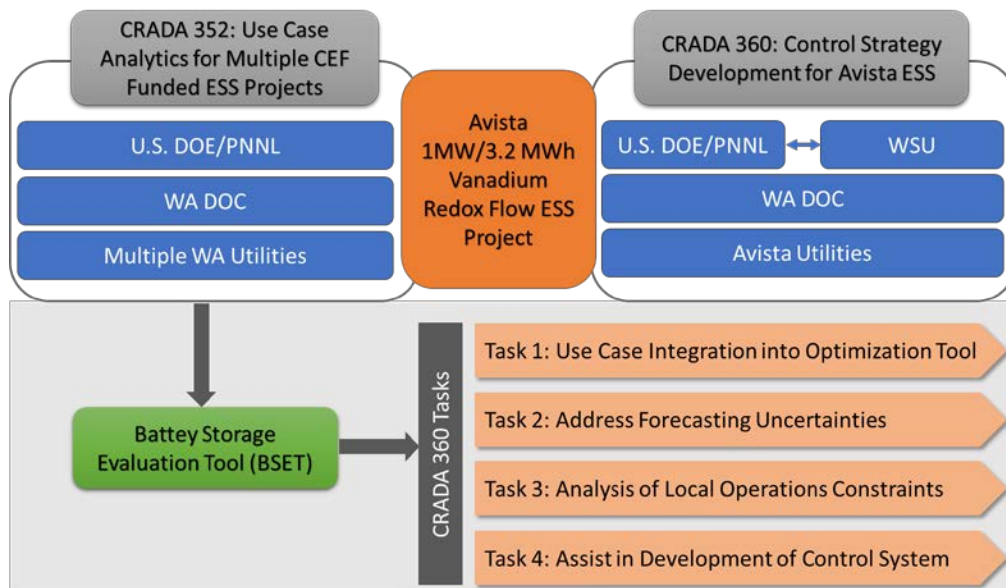 CRADA 352: Use Case
Analytics for Multiple CEF
Funded ESS Projects
U.S. DOE/PNNL
WA DOC
Multiple WA Utilities
Avista
1MW/3.2 MWh
Vanadium
Redox Flow ESS
Project
CRADA 360: Control Strategy
Development for Avista ESS
U.S. DOE/PNNL
WSU
WA DOC
Avista Utilities
Battey Storage
Evaluation Tool (BSET)
CRADA 360 Tasks
Task 1: Use Case Integration into Optimization Tool
Task 2: Address Forecasting Uncertainties
Task 3: Analysis of Local Operations Constraints
Task 4: Assist in Development of Control System